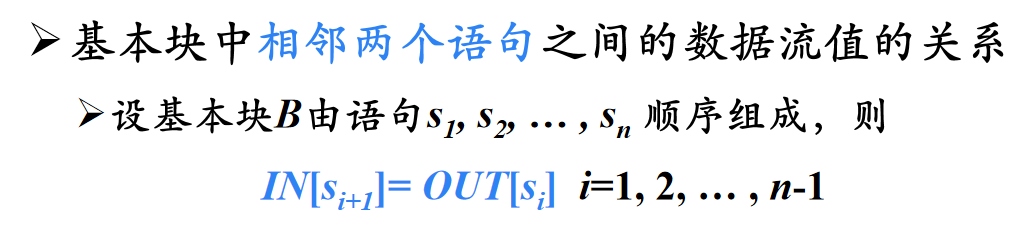 ➢基本块中相邻两个语句之间的数据流值的关系
➢设基本块B由语句s₁, s₂, … , sₙ 顺序组成，则
IN[sᵢ₊₁]= OUT[sᵢ] i=1, 2, … , n-1